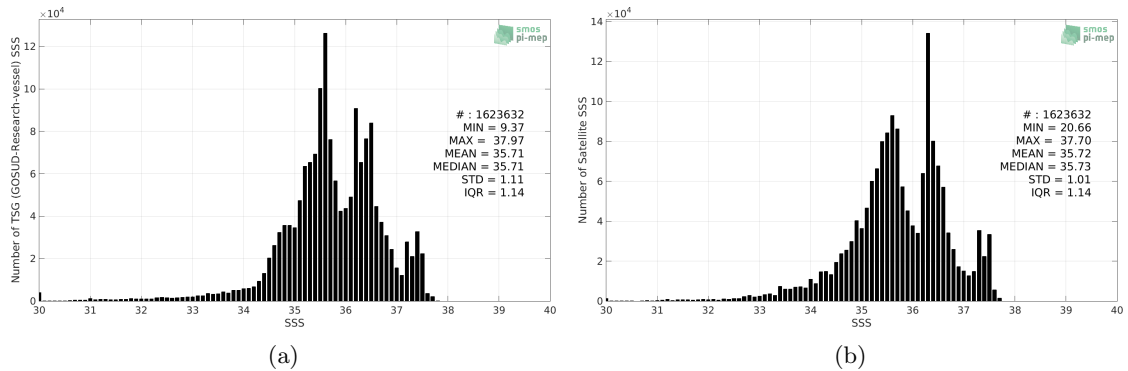 ×10⁴
12
10
8
6
4
2
0
30 31 32 33 34 35 36 37 38 39 40
SSS
Number of TSG (GOSUD-Research-vessel) SSS
smos
pi-mep
# : 1623632
MIN = 9.37
MAX = 37.97
MEAN = 35.71
MEDIAN = 35.71
STD = 1.11
IQR = 1.14
(a)
×10⁴
14
12
10
8
6
4
2
0
30 31 32 33 34 35 36 37 38 39 40
SSS
Number of Satellite SSS
smos
pi-mep
# : 1623632
MIN = 20.66
MAX = 37.70
MEAN = 35.72
MEDIAN = 35.73
STD = 1.01
IQR = 1.14
(b)